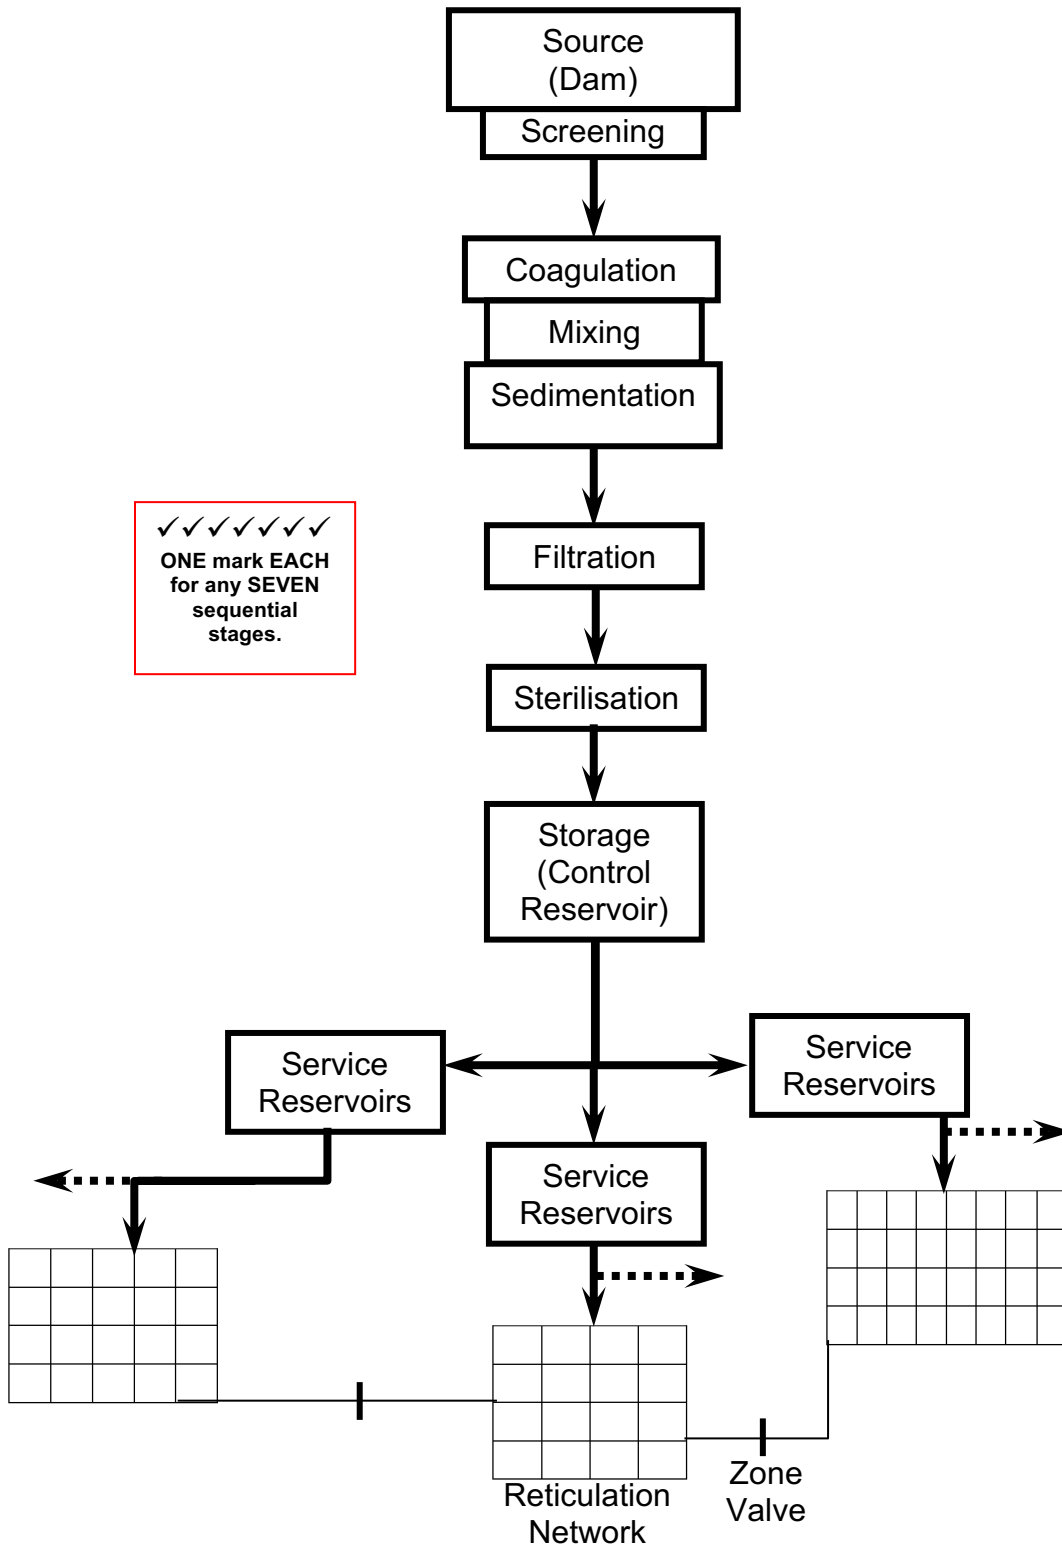 Source
(Dam)
Screening
Coagulation
Mixing
Sedimentation
✓✓✓✓✓✓✓
ONE mark EACH
for any SEVEN
sequential
stages.
Filtration
Sterilisation
Storage
(Control
Reservoir)
Service
Reservoirs
Service
Reservoirs
Service
Reservoirs
Reticulation
Network
Zone
Valve